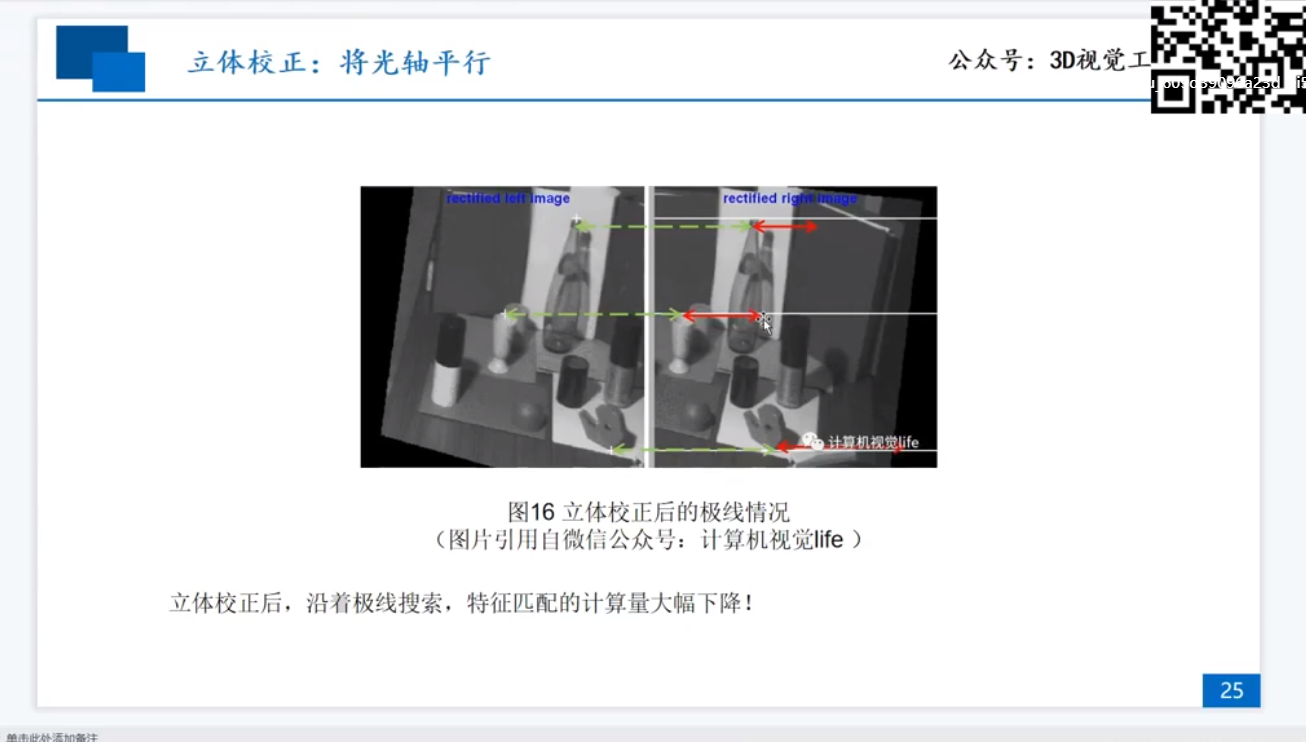 立体校正：将光轴平行
公众号：3D视觉工
rectified left image
rectified right image
计算机视觉life
图16 立体校正后的极线情况
（图片引用自微信公众号：计算机视觉life ）
立体校正后，沿着极线搜索，特征匹配的计算量大幅下降！
25
单击此处添加备注